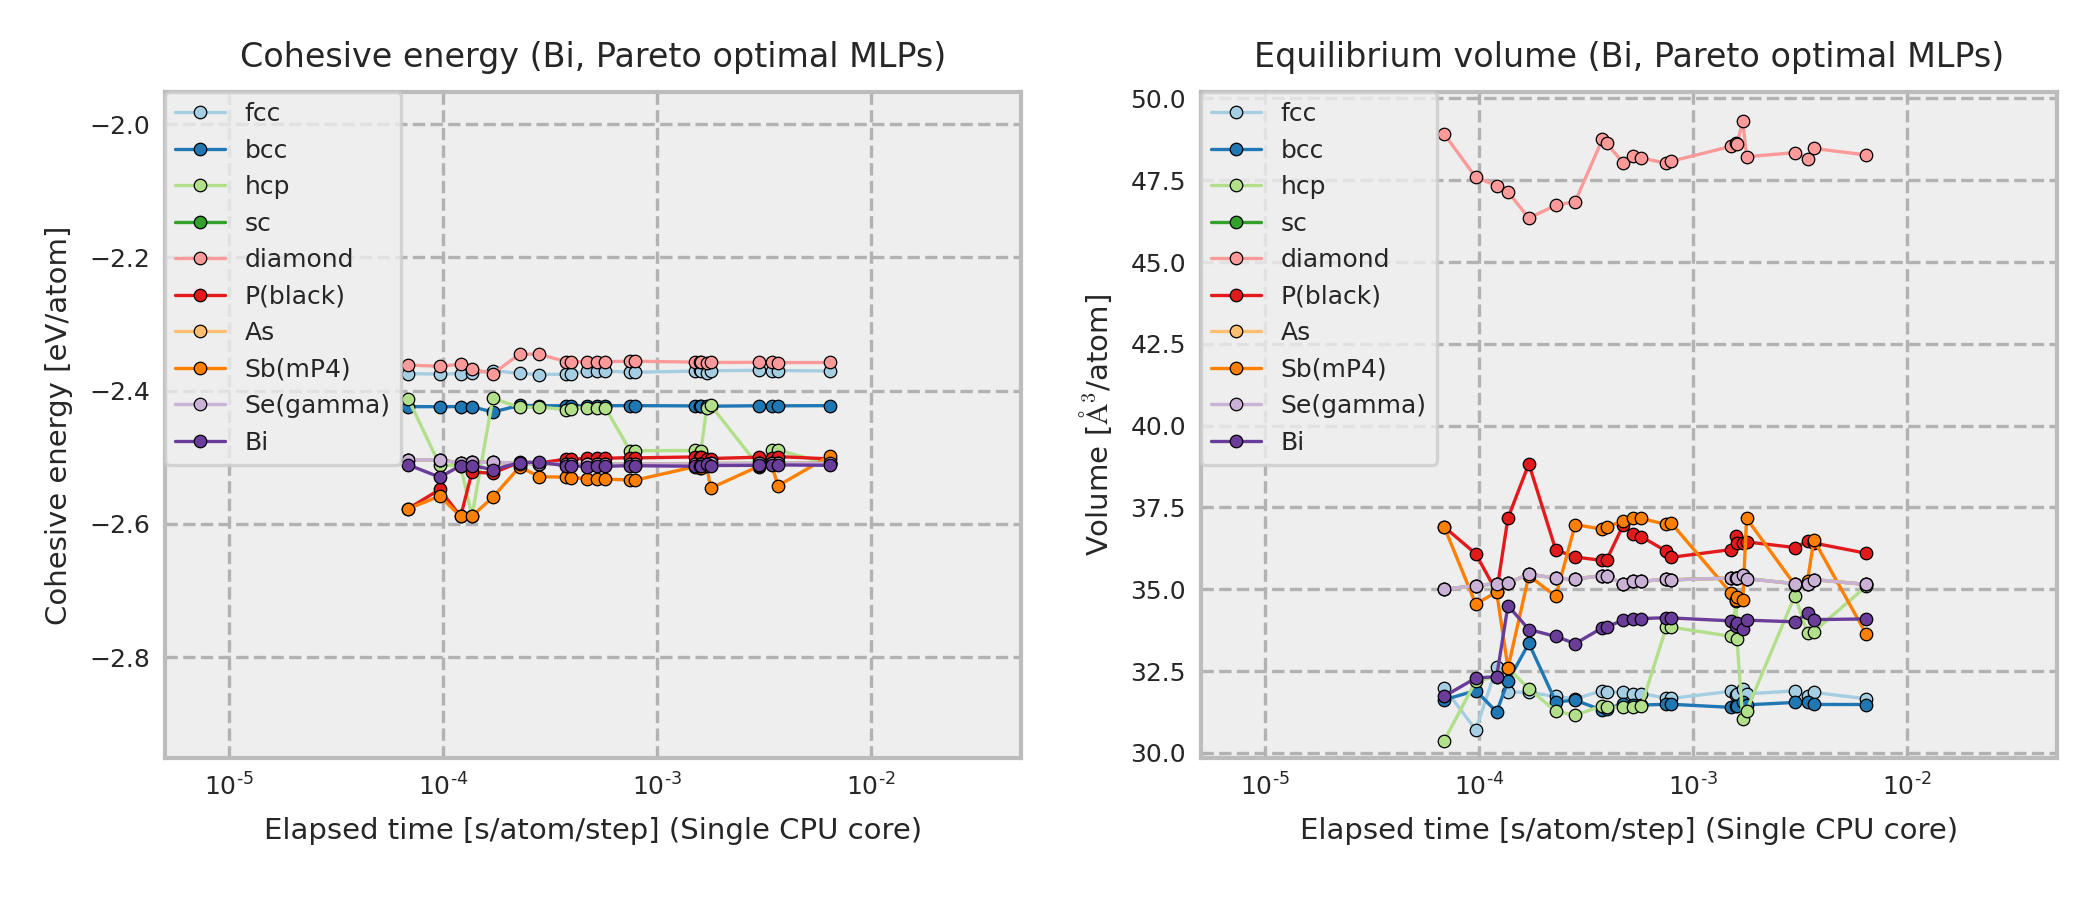 Cohesive energy (Bi, Pareto optimal MLPs)
fcc
bcc
hcp
sc
diamond
P(black)
As
Sb(mP4)
Se(gamma)
Bi
−2.0
−2.2
−2.4
−2.6
−2.8
Cohesive energy [eV/atom]
10-5
10-4
10-3
10-2
Elapsed time [s/atom/step] (Single CPU core)
Equilibrium volume (Bi, Pareto optimal MLPs)
fcc
bcc
hcp
sc
diamond
P(black)
As
Sb(mP4)
Se(gamma)
Bi
50.0
47.5
45.0
42.5
40.0
37.5
35.0
32.5
30.0
Volume [Å3/atom]
10-5
10-4
10-3
10-2
Elapsed time [s/atom/step] (Single CPU core)